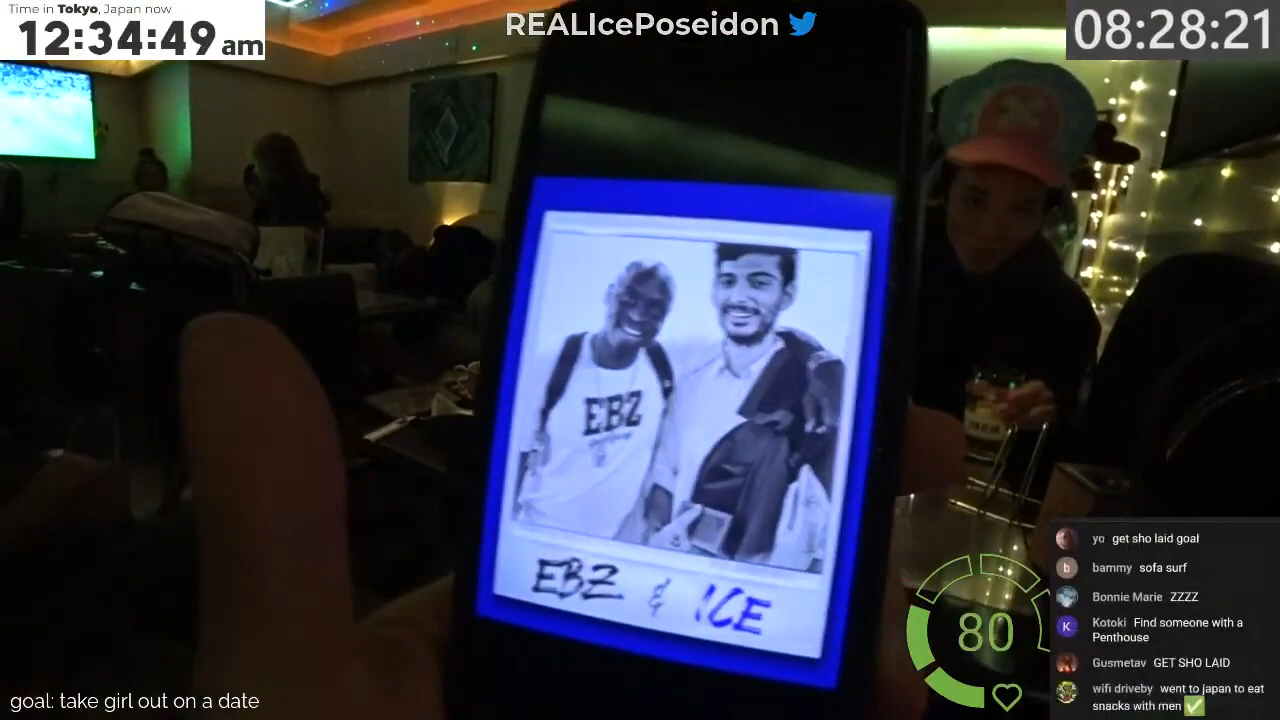 Time in Tokyo, Japan now
12:34:49 am
REALIcePoseidon
08:28:21
EBZ
EBZ & ICE
80
yo get sho laid goal
bammy sofa surf
b
Bonnie Marie ZZZZ
K
Kotoki Find someone with a
Penthouse
Gusmetav GET SHO LAID
wifi driveby went to japan to eat
snacks with men ✅
goal: take girl out on a date